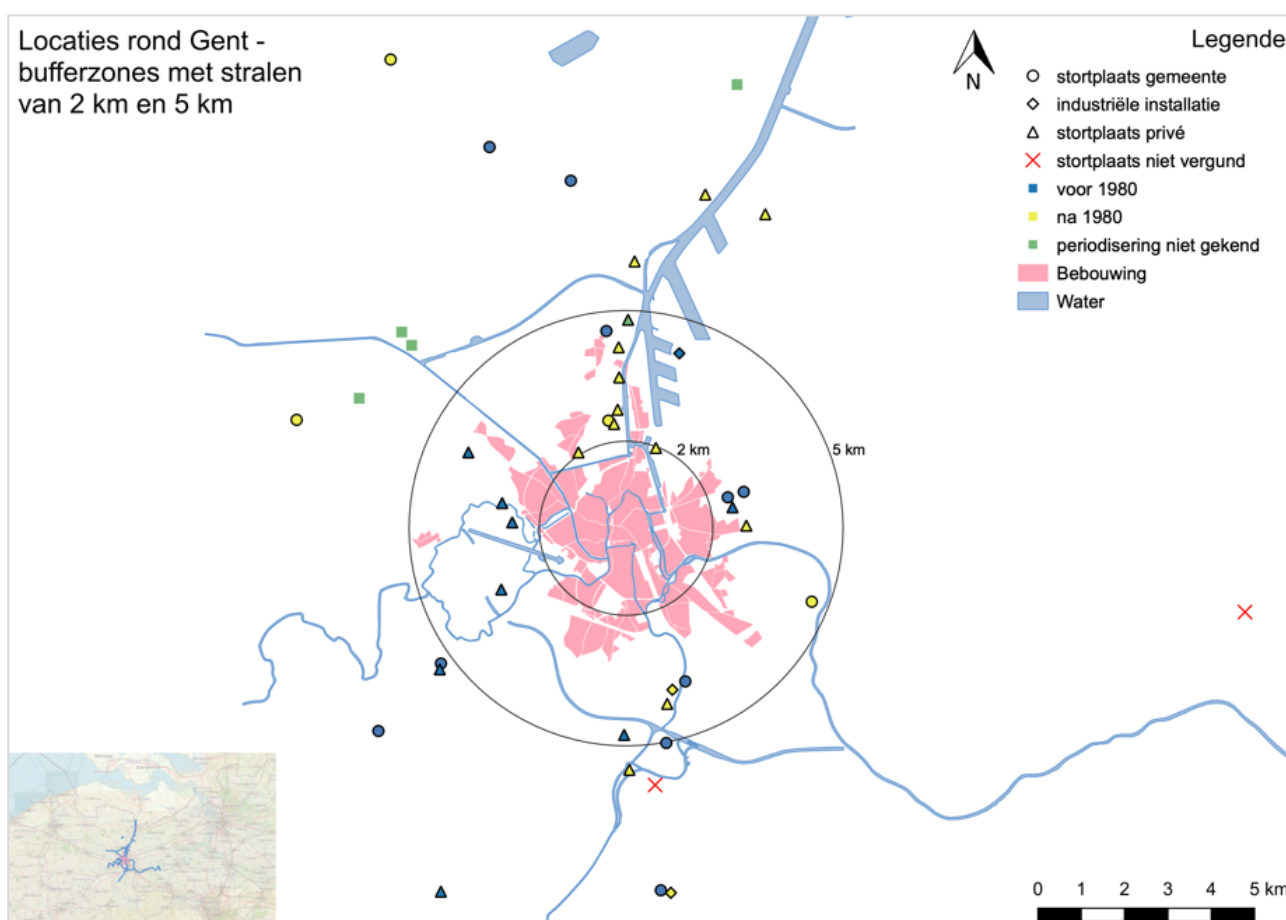 Locaties rond Gent -
bufferzones met stralen
van 2 km en 5 km
N
Legende
stortplaats gemeente
industriële installatie
stortplaats privé
stortplaats niet vergund
voor 1980
na 1980
periodisering niet gekend
Bebouwing
Water
2 km
5 km
0 1 2 3 4 5 km